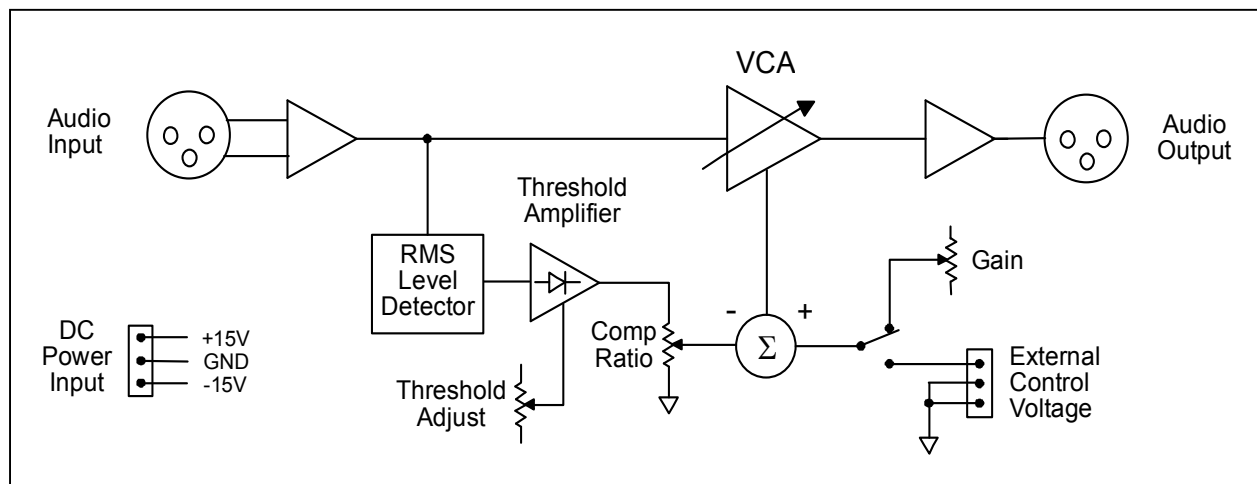 VCA
Audio
Input
Audio
Output
Threshold
Amplifier
RMS
Level
Detector
Gain
- +
Σ
Comp
Ratio
DC
Power
Input
+15V
GND
-15V
Threshold
Adjust
External
Control
Voltage